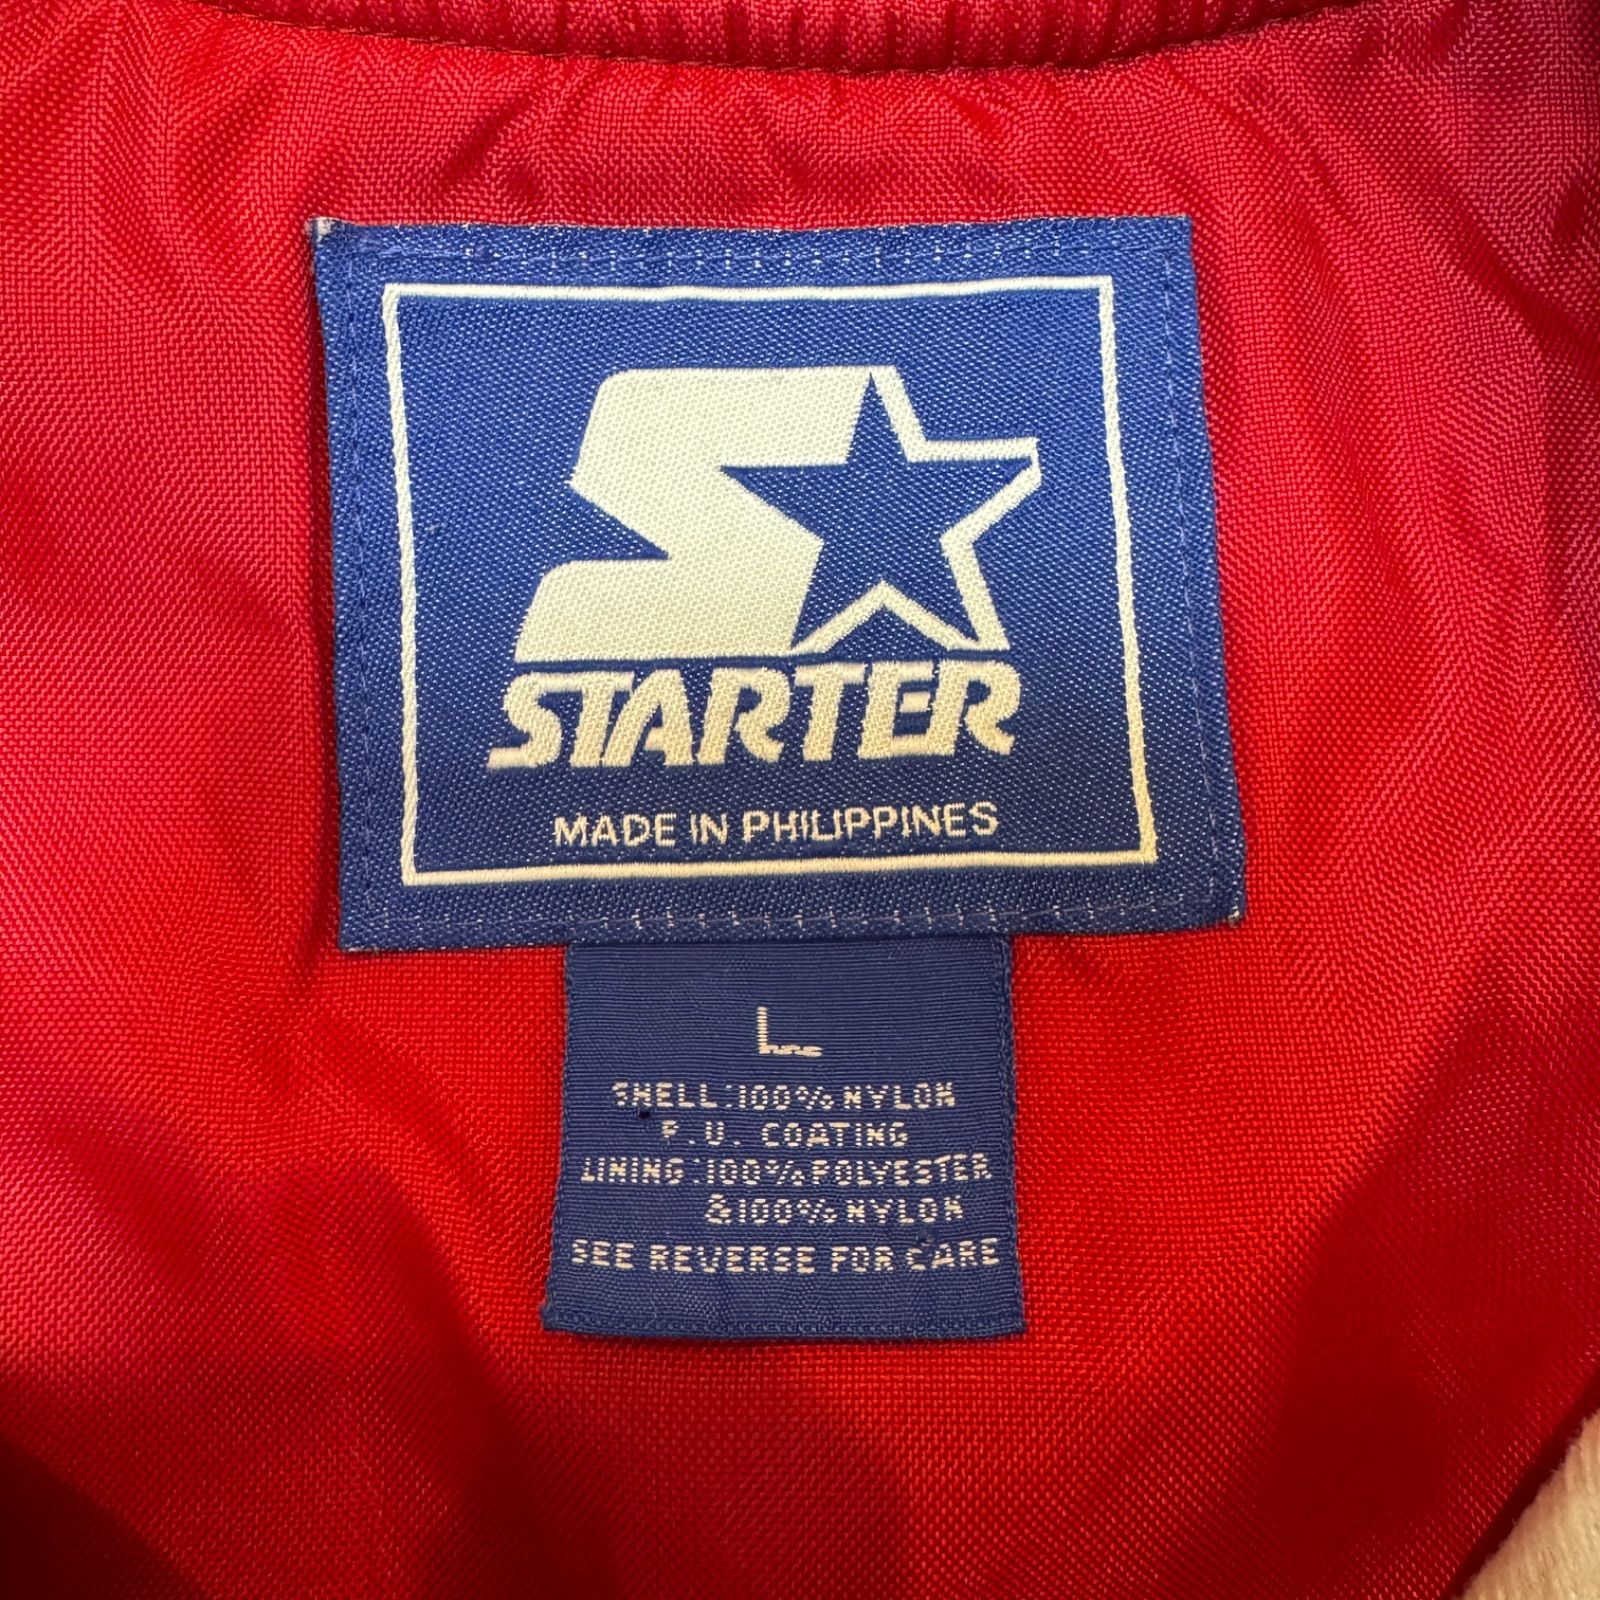 STARTER
MADE IN PHILIPPINES
L
SHELL:100% NYLON
P.U. COATING
LINING:100% POLYESTER
&100% NYLON
SEE REVERSE FOR CARE